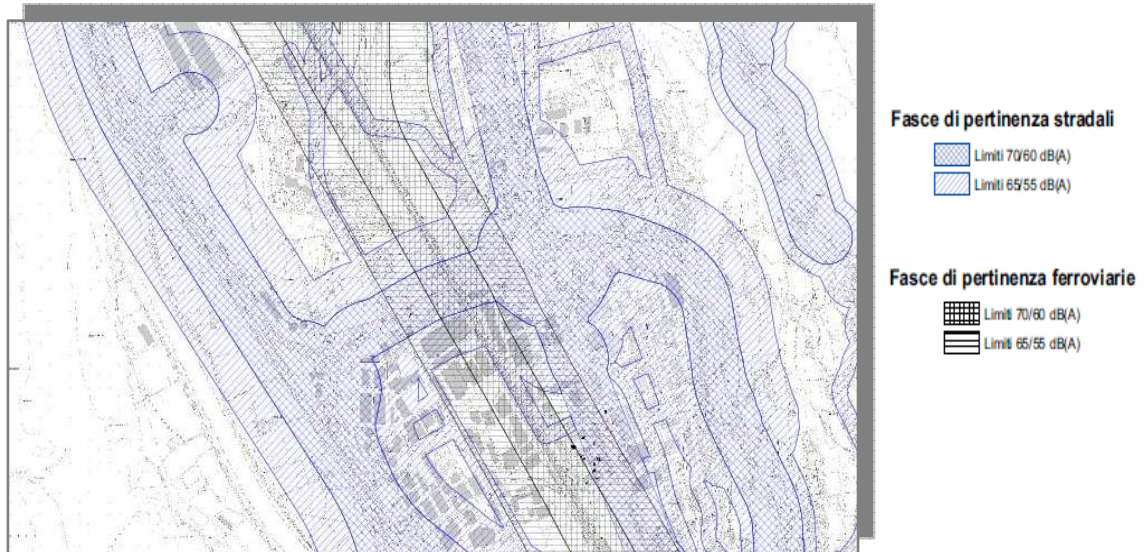 Fasce di pertinenza stradali
Limiti 70/60 dB(A)
Limiti 65/55 dB(A)
Fasce di pertinenza ferroviarie
Limiti 70/60 dB(A)
Limiti 65/55 dB(A)